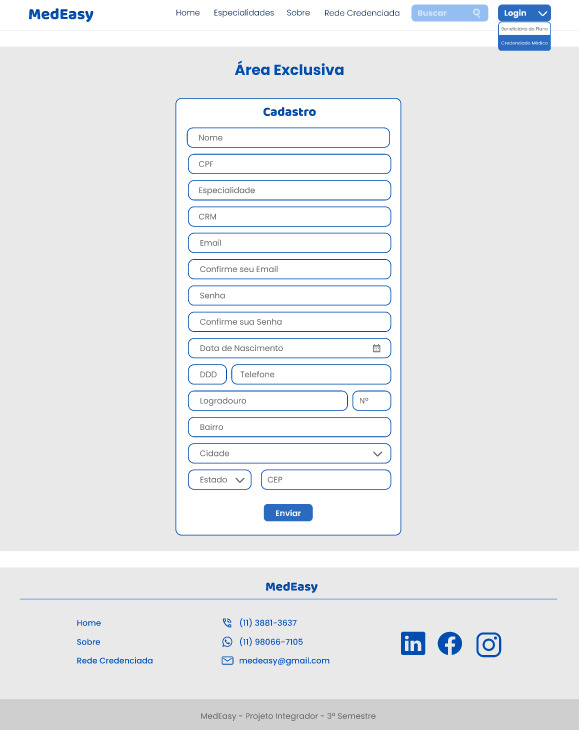 MedEasy
Home Especialidades Sobre Rede Credenciada Buscar Login
Beneficiário do Plano
Credenciado Médico
Área Exclusiva
Cadastro
Nome
CPF
Especialidade
CRM
Email
Confirme seu Email
Senha
Confirme sua Senha
Data de Nascimento
DDD Telefone
Logradouro Nº
Bairro
Cidade
Estado CEP
Enviar
MedEasy
Home (11) 3881-3637
Sobre (11) 98066-7105
Rede Credenciada medeasy@gmail.com
in
MedEasy - Projeto Integrador - 3º Semestre